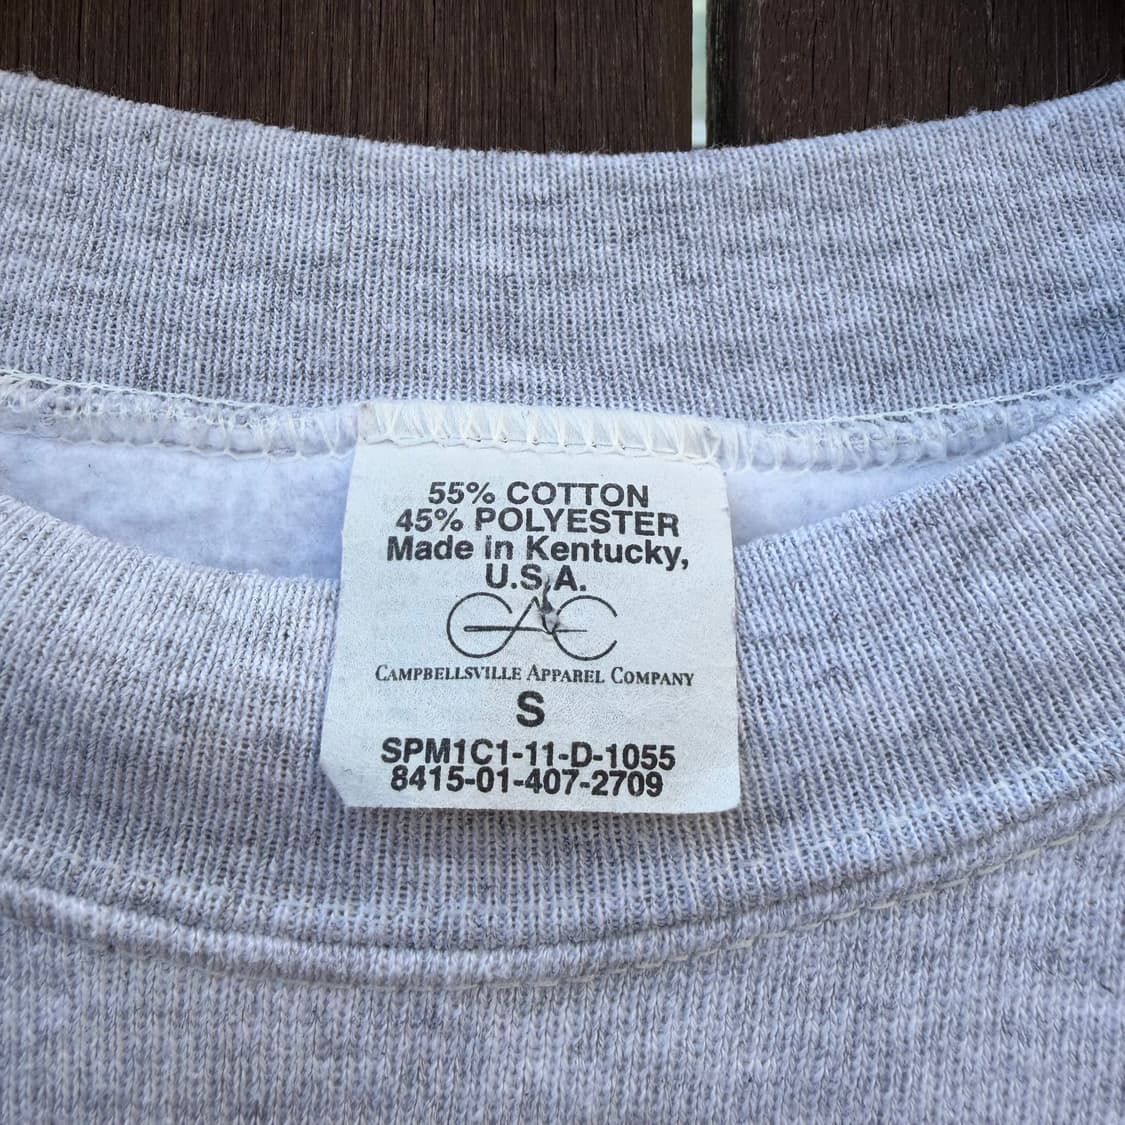 55% COTTON
45% POLYESTER
Made in Kentucky,
U.S.A.
CAC
CAMPBELLSVILLE APPAREL COMPANY
S
SPM1C1-11-D-1055
8415-01-407-2709